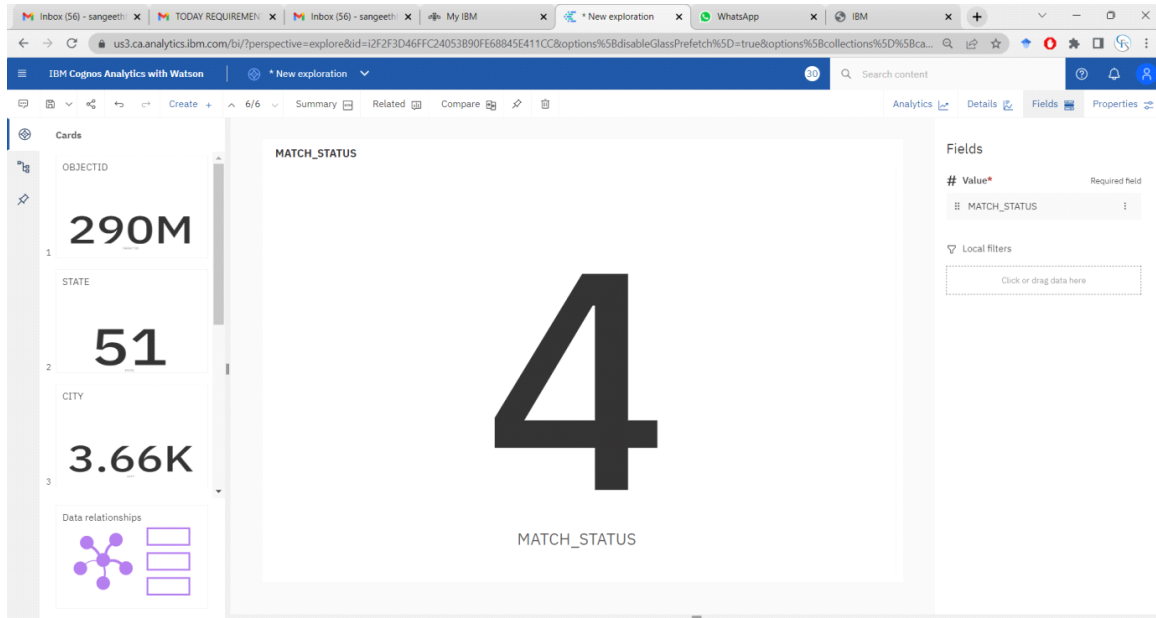 Inbox (56) - sangeeth
TODAY REQUIREMEN
Inbox (56) - sangeeth
My IBM
* New exploration
WhatsApp
IBM
us3.ca.analytics.ibm.com/bi/?perspective=explore&id=i2F2F3D46FFC24053B90FE68845E411CC&options%5BdisableGlassPrefetch%5D=true&options%5Bcollections%5D%5Bca...
IBM Cognos Analytics with Watson
* New exploration
30
Search content
Create +
6/6
Summary
Related
Compare
Analytics
Details
Fields
Properties
Cards
OBJECTID
290M
1
STATE
51
2
CITY
3.66K
3
Data relationships
MATCH_STATUS
4
MATCH_STATUS
Fields
# Value* Required field
MATCH_STATUS
Local filters
Click or drag data here